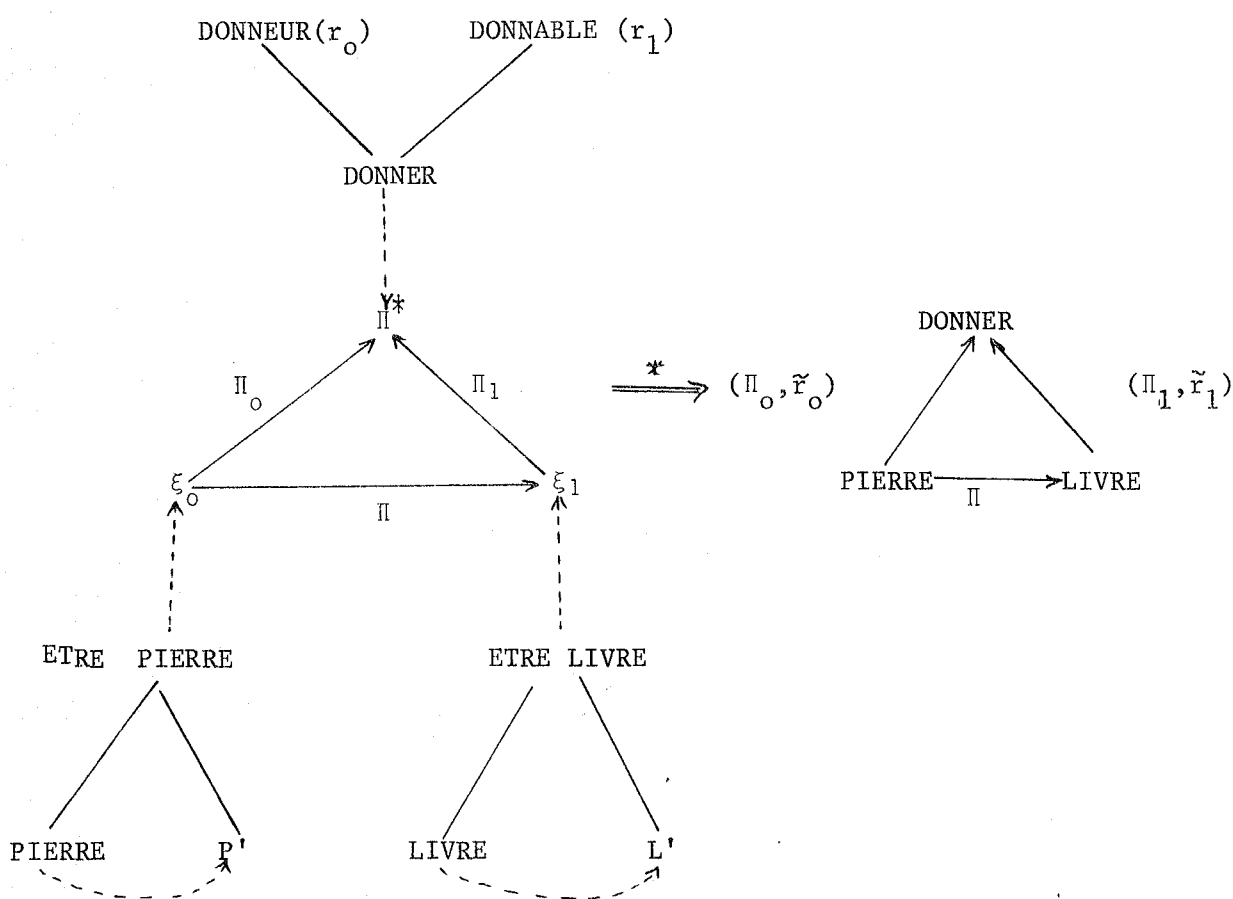 DONNEUR(r₀) DONNABLE (r₁)
DONNER
Π*
DONNER
Π₀ Π₁
* (Π₀,r̃₀) (Π₁,r̃₁)
ξ₀ ξ₁
Π
PIERRE LIVRE
Π
ETRE PIERRE ETRE LIVRE
PIERRE P' LIVRE L'